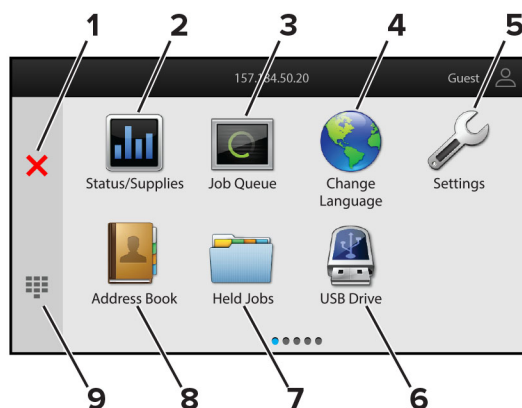 1 2 3 4 5
157.184.50.20 Guest
Status/Supplies Job Queue Change Language Settings
Address Book Held Jobs USB Drive
9 8 7 6